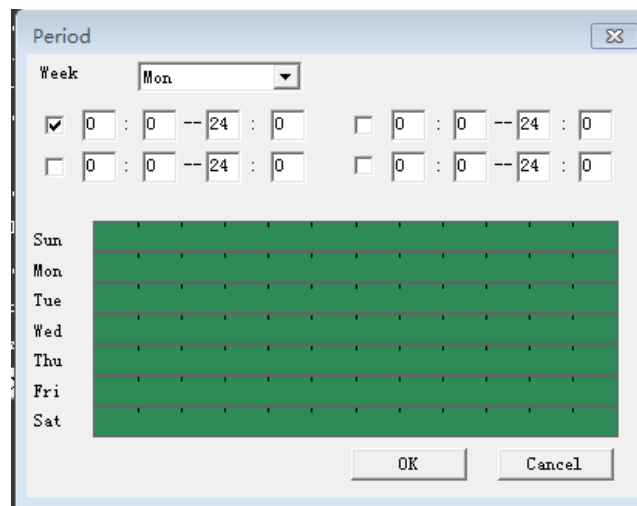 Period
Week Mon
0 : 0 -- 24 : 0 0 : 0 -- 24 : 0
0 : 0 -- 24 : 0 0 : 0 -- 24 : 0
Sun
Mon
Tue
Wed
Thu
Fri
Sat
OK Cancel